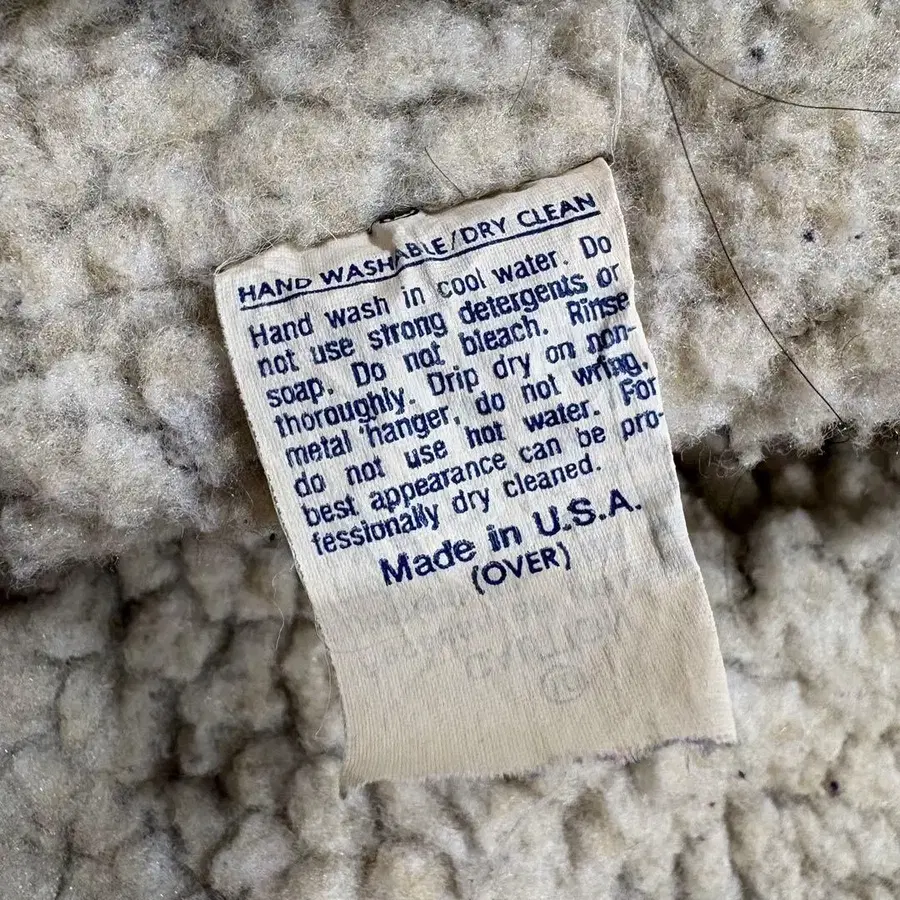 HAND WASHABLE/DRY CLEAN
Hand wash in cool water. Do
not use strong detergents or
soap. Do not bleach. Rinse
thoroughly. Drip dry on non-
metal hanger, do not wring,
do not use hot water. For
best appearance can be pro-
fessionally dry cleaned.
Made in U.S.A.
(OVER)